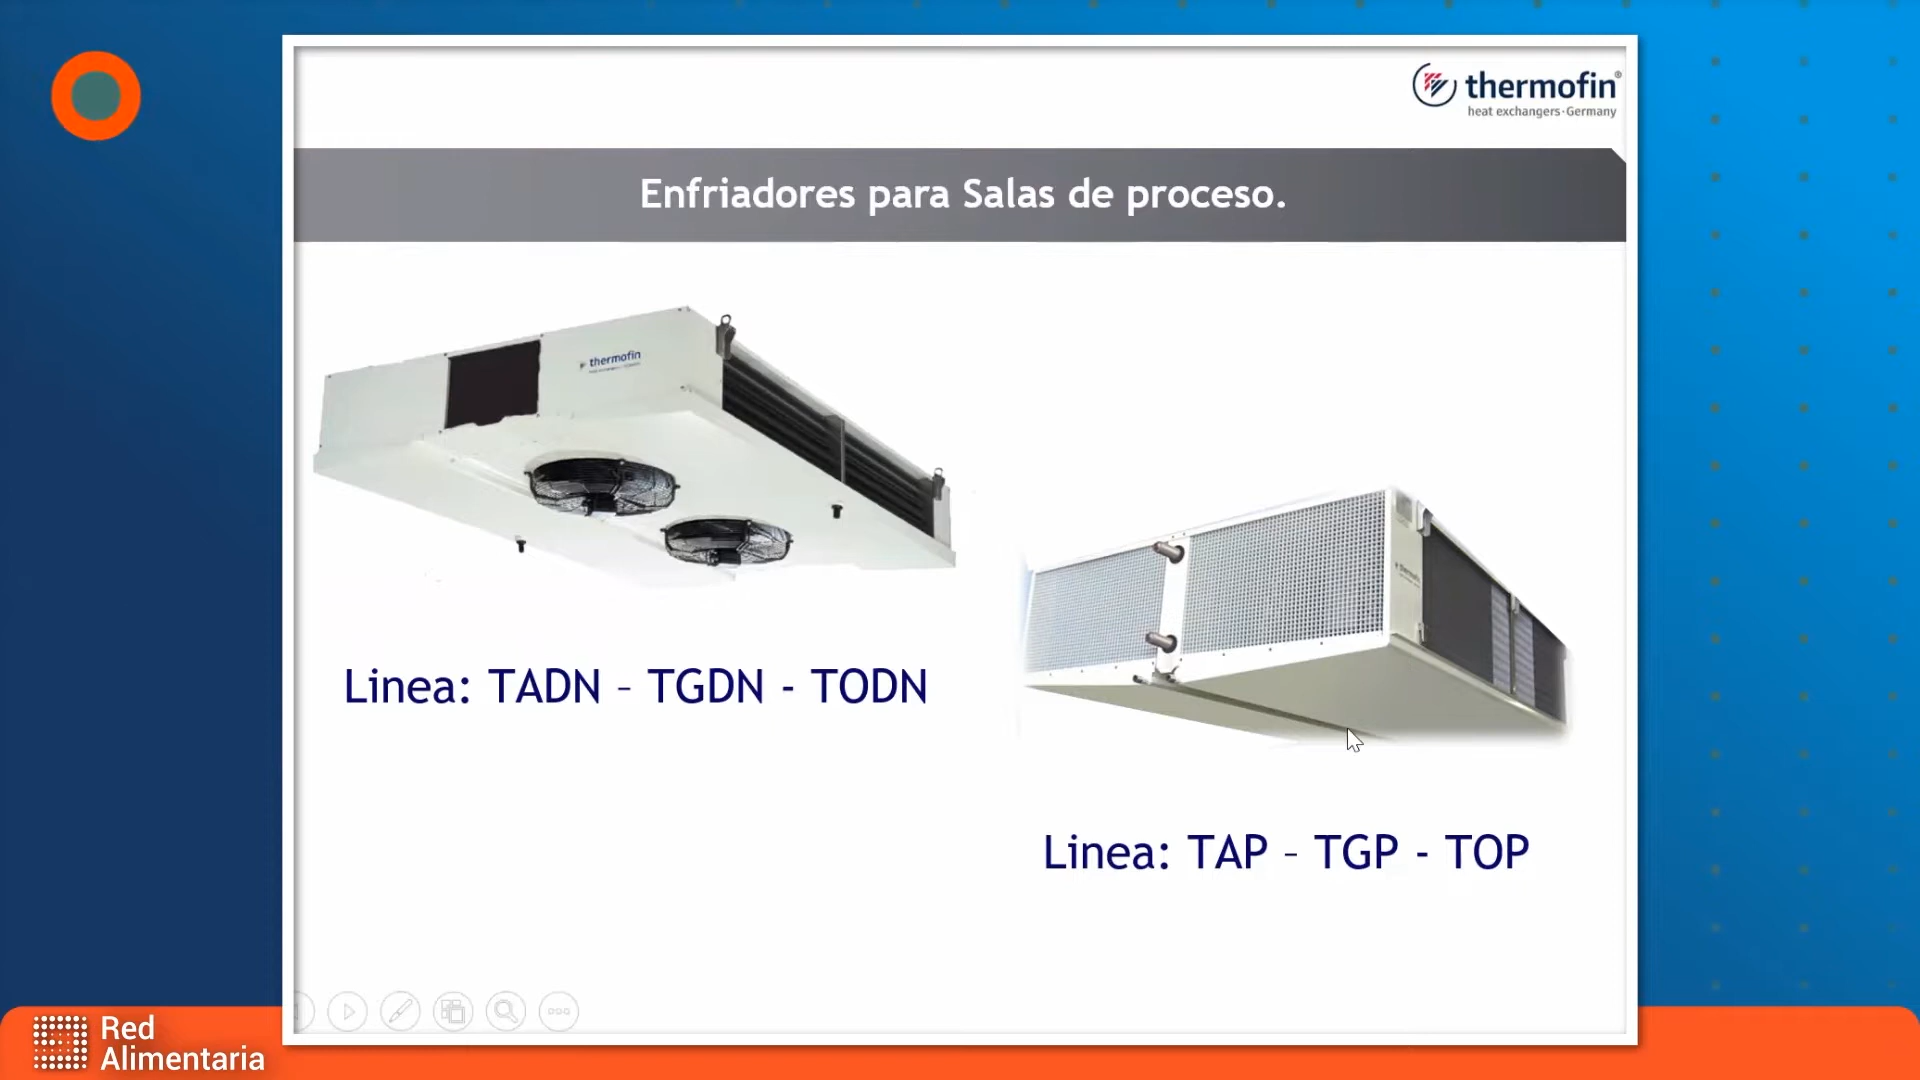 thermofin®
heat exchangers·Germany
Enfriadores para Salas de proceso.
thermofin
Linea: TADN – TGDN - TODN
Linea: TAP – TGP - TOP
Red
Alimentaria